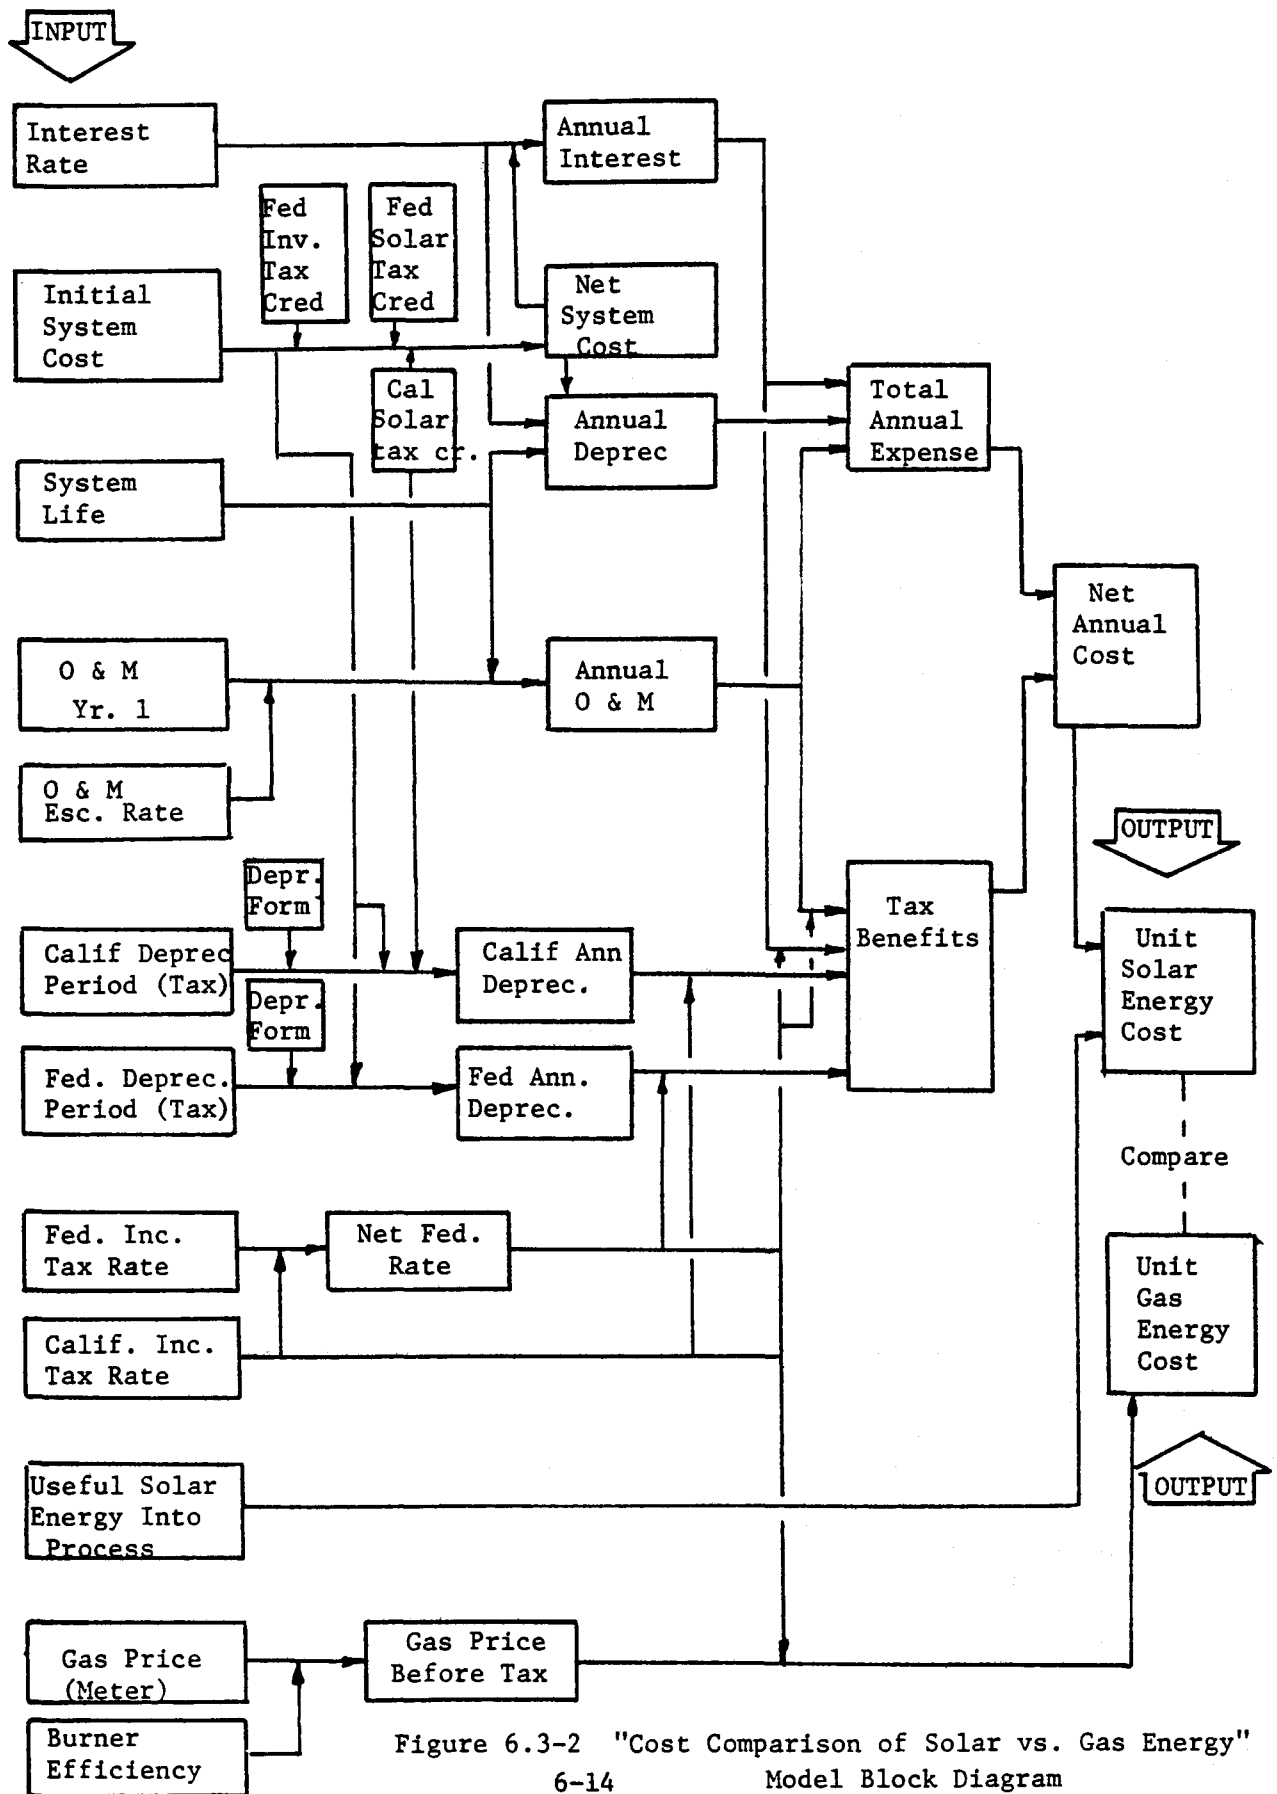 INPUT
Interest
Rate
Annual
Interest
Fed
Inv.
Tax
Cred
Fed
Solar
Tax
Cred
Initial
System
Cost
Net
System
Cost
Cal
Solar
tax cr.
Annual
Deprec
Total
Annual
Expense
System
Life
Net
Annual
Cost
O & M
Yr. 1
Annual
O & M
O & M
Esc. Rate
OUTPUT
Depr.
Form
Tax
Benefits
Calif Deprec
Period (Tax)
Calif Ann
Deprec.
Unit
Solar
Energy
Cost
Depr.
Form
Fed. Deprec.
Period (Tax)
Fed Ann.
Deprec.
Compare
Fed. Inc.
Tax Rate
Net Fed.
Rate
Unit
Gas
Energy
Cost
Calif. Inc.
Tax Rate
Useful Solar
Energy Into
Process
OUTPUT
Gas Price
(Meter)
Gas Price
Before Tax
Burner
Efficiency
Figure 6.3-2 "Cost Comparison of Solar vs. Gas Energy"
6-14 Model Block Diagram